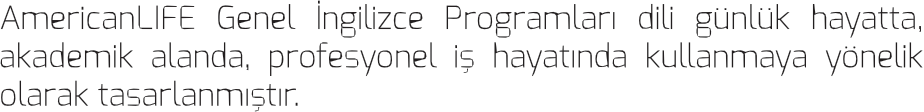 AmericanLIFE Genel İngilizce Programları dili günlük hayatta,
akademik alanda, profesyonel iş hayatında kullanmaya yönelik
olarak tasarlanmıştır.